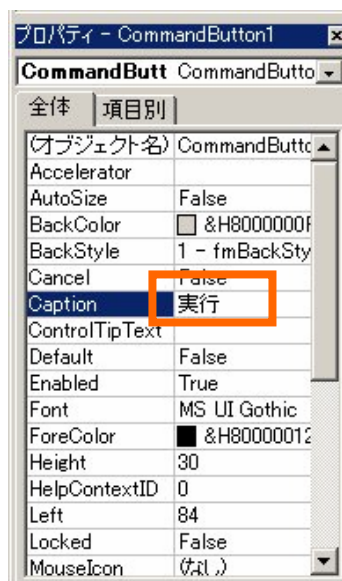 プロパティ - CommandButton1
CommandButt CommandButto
全体 項目別
(オブジェクト名) CommandButto
Accelerator
AutoSize False
BackColor &H8000000F
BackStyle 1 - fmBackSty
Cancel False
Caption 実行
ControlTipText
Default False
Enabled True
Font MS UI Gothic
ForeColor &H80000012
Height 30
HelpContextID 0
Left 84
Locked False
MouseIcon (なし)